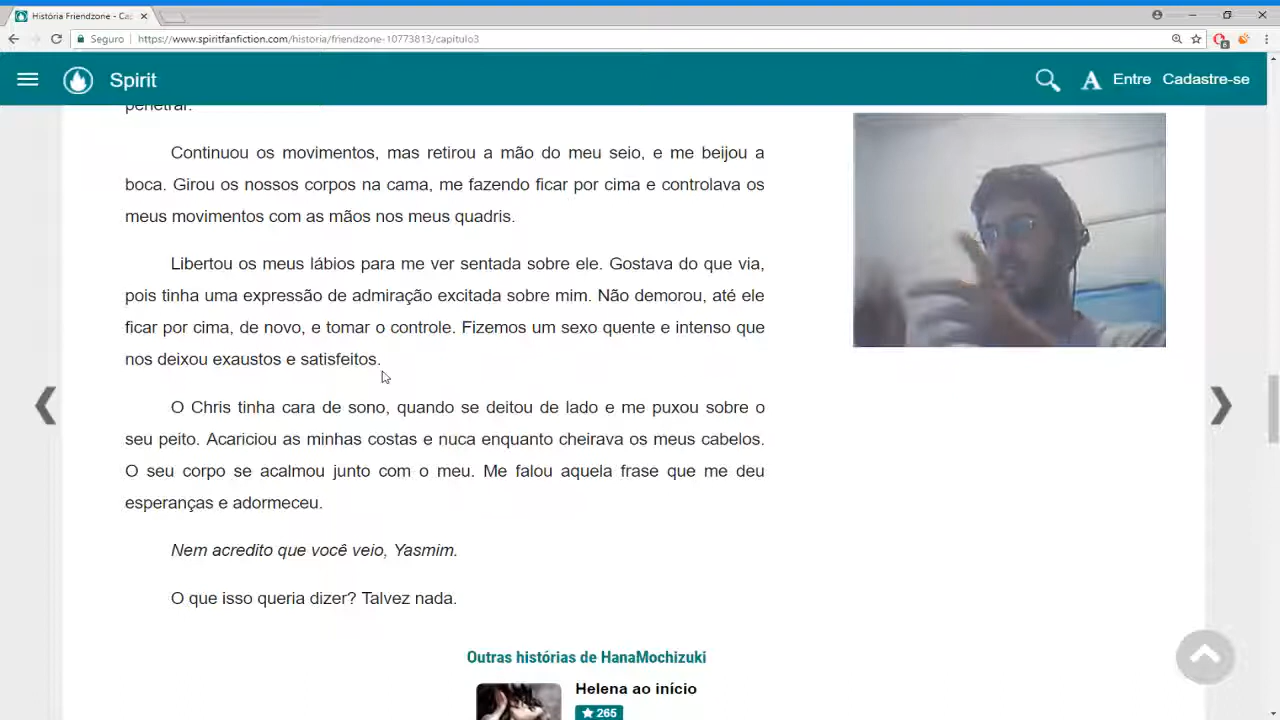 História Friendzone - Ca
Seguro
https://www.spiritfanfiction.com/historia/friendzone-10773813/capitulo3
6
Spirit
A
Entre
Cadastre-se
penetrar.
Continuou os movimentos, mas retirou a mão do meu seio, e me beijou a
boca. Girou os nossos corpos na cama, me fazendo ficar por cima e controlava os
meus movimentos com as mãos nos meus quadris.
Libertou os meus lábios para me ver sentada sobre ele. Gostava do que via,
pois tinha uma expressão de admiração excitada sobre mim. Não demorou, até ele
ficar por cima, de novo, e tomar o controle. Fizemos um sexo quente e intenso que
nos deixou exaustos e satisfeitos.
O Chris tinha cara de sono, quando se deitou de lado e me puxou sobre o
seu peito. Acariciou as minhas costas e nuca enquanto cheirava os meus cabelos.
O seu corpo se acalmou junto com o meu. Me falou aquela frase que me deu
esperanças e adormeceu.
Nem acredito que você veio, Yasmim.
O que isso queria dizer? Talvez nada.
Outras histórias de HanaMochizuki
Helena ao início
★ 265